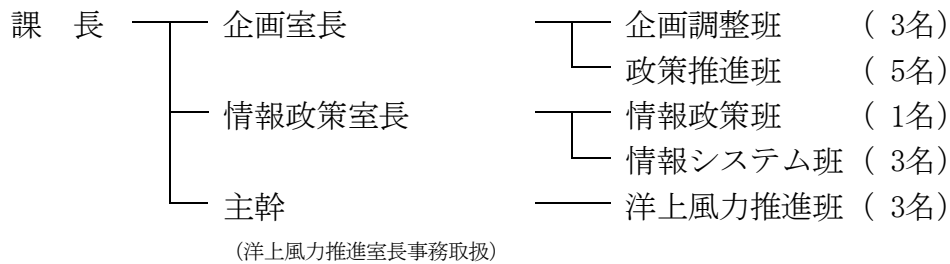 課　長　企画室長　企画調整班　( 3名)
政策推進班　( 5名)
情報政策室長　情報政策班　( 1名)
情報システム班　( 3名)
主幹　洋上風力推進班　( 3名)
(洋上風力推進室長事務取扱)